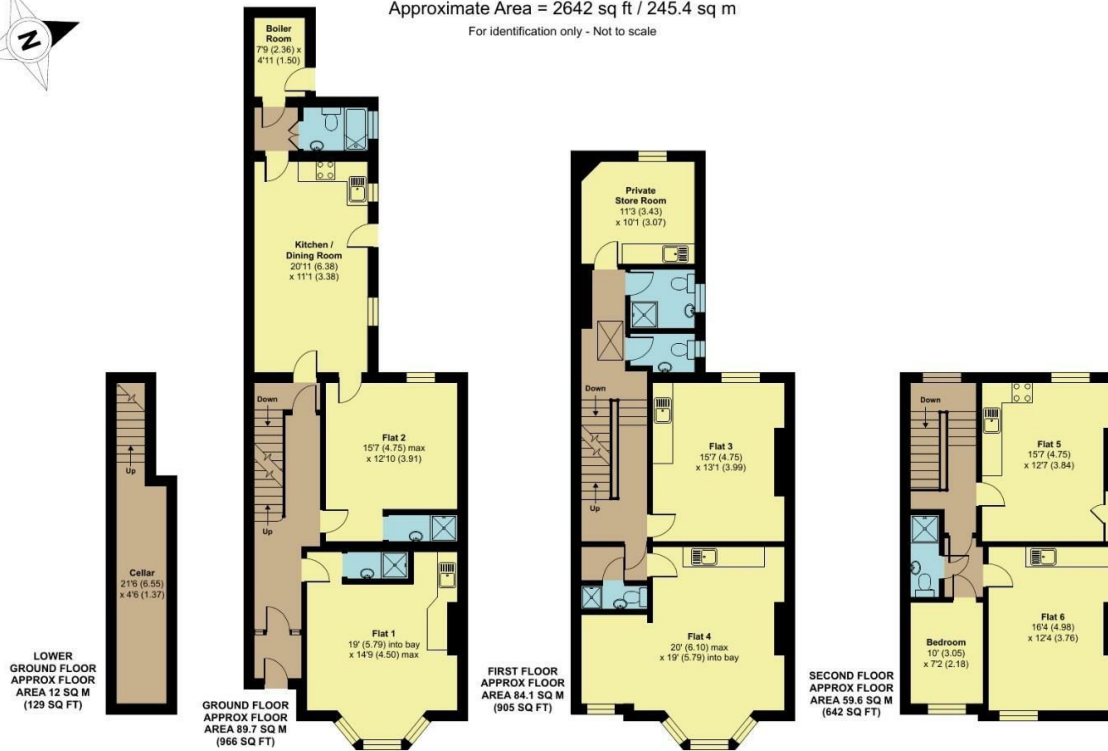 Approximate Area = 2642 sq ft / 245.4 sq m
For identification only - Not to scale
N
Boiler
Room
7'9 (2.36) x
4'11 (1.50)
Kitchen /
Dining Room
20'11 (6.38)
x 11'1 (3.38)
Down
Up
Flat 2
15'7 (4.75) max
x 12'10 (3.91)
Flat 1
19' (5.79) into bay
x 14'9 (4.50) max
Up
Cellar
21'6 (6.55)
x 4'6 (1.37)
LOWER
GROUND FLOOR
APPROX FLOOR
AREA 12 SQ M
(129 SQ FT)
GROUND FLOOR
APPROX FLOOR
AREA 89.7 SQ M
(966 SQ FT)
Private
Store Room
11'3 (3.43)
x 10'1 (3.07)
Down
Up
Flat 3
15'7 (4.75)
x 13'1 (3.99)
Flat 4
20' (6.10) max
x 19' (5.79) into bay
FIRST FLOOR
APPROX FLOOR
AREA 84.1 SQ M
(905 SQ FT)
Down
Flat 5
15'7 (4.75)
x 12'7 (3.84)
Flat 6
16'4 (4.98)
x 12'4 (3.76)
Bedroom
10' (3.05)
x 7'2 (2.18)
SECOND FLOOR
APPROX FLOOR
AREA 59.6 SQ M
(642 SQ FT)